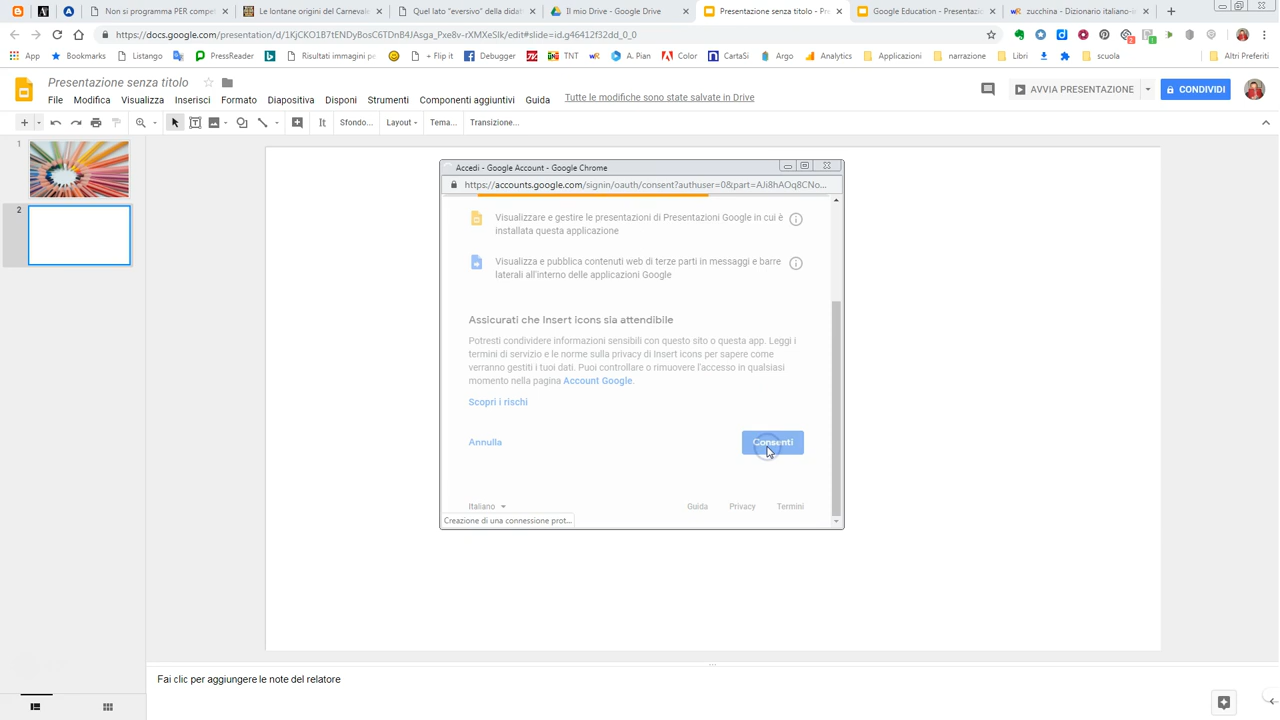 Non si programma PER compet
Le lontane origini del Carnevale
Quel lato "eversivo" della didat
Il mio Drive - Google Drive
Presentazione senza titolo - Pr
Google Education - Presentazio
zucchina - Dizionario italiano-i
https://docs.google.com/presentation/d/1KjCKO1B7tENDyBosC6TDnB4JAsga_Pxe8v-rXMXeSlk/edit#slide=id.g46412f32dd_0_0
App
Bookmarks
Listango
PressReader
Risultati immagini pe
+ Flip it
Debugger
TNT
A. Pian
Color
CartaSi
Argo
Analytics
Applicazioni
narrazione
Libri
scuola
Altri Preferiti
Presentazione senza titolo
File Modifica Visualizza Inserisci Formato Diapositiva Disponi Strumenti Componenti aggiuntivi Guida
Tutte le modifiche sono state salvate in Drive
AVVIA PRESENTAZIONE
CONDIVIDI
Sfondo... Layout Tema... Transizione...
1
2
Accedi - Google Account - Google Chrome
https://accounts.google.com/signin/oauth/consent?authuser=0&part=AJi8hAOq8CNo...
Visualizzare e gestire le presentazioni di Presentazioni Google in cui è
installata questa applicazione
Visualizza e pubblica contenuti web di terze parti in messaggi e barre
laterali all'interno delle applicazioni Google
Assicurati che Insert icons sia attendibile
Potresti condividere informazioni sensibili con questo sito o questa app. Leggi i
termini di servizio e le norme sulla privacy di Insert icons per sapere come
verranno gestiti i tuoi dati. Puoi controllare o rimuovere l'accesso in qualsiasi
momento nella pagina Account Google.
Scopri i rischi
Annulla
Consenti
Italiano
Guida
Privacy
Termini
Creazione di una connessione prot...
Fai clic per aggiungere le note del relatore